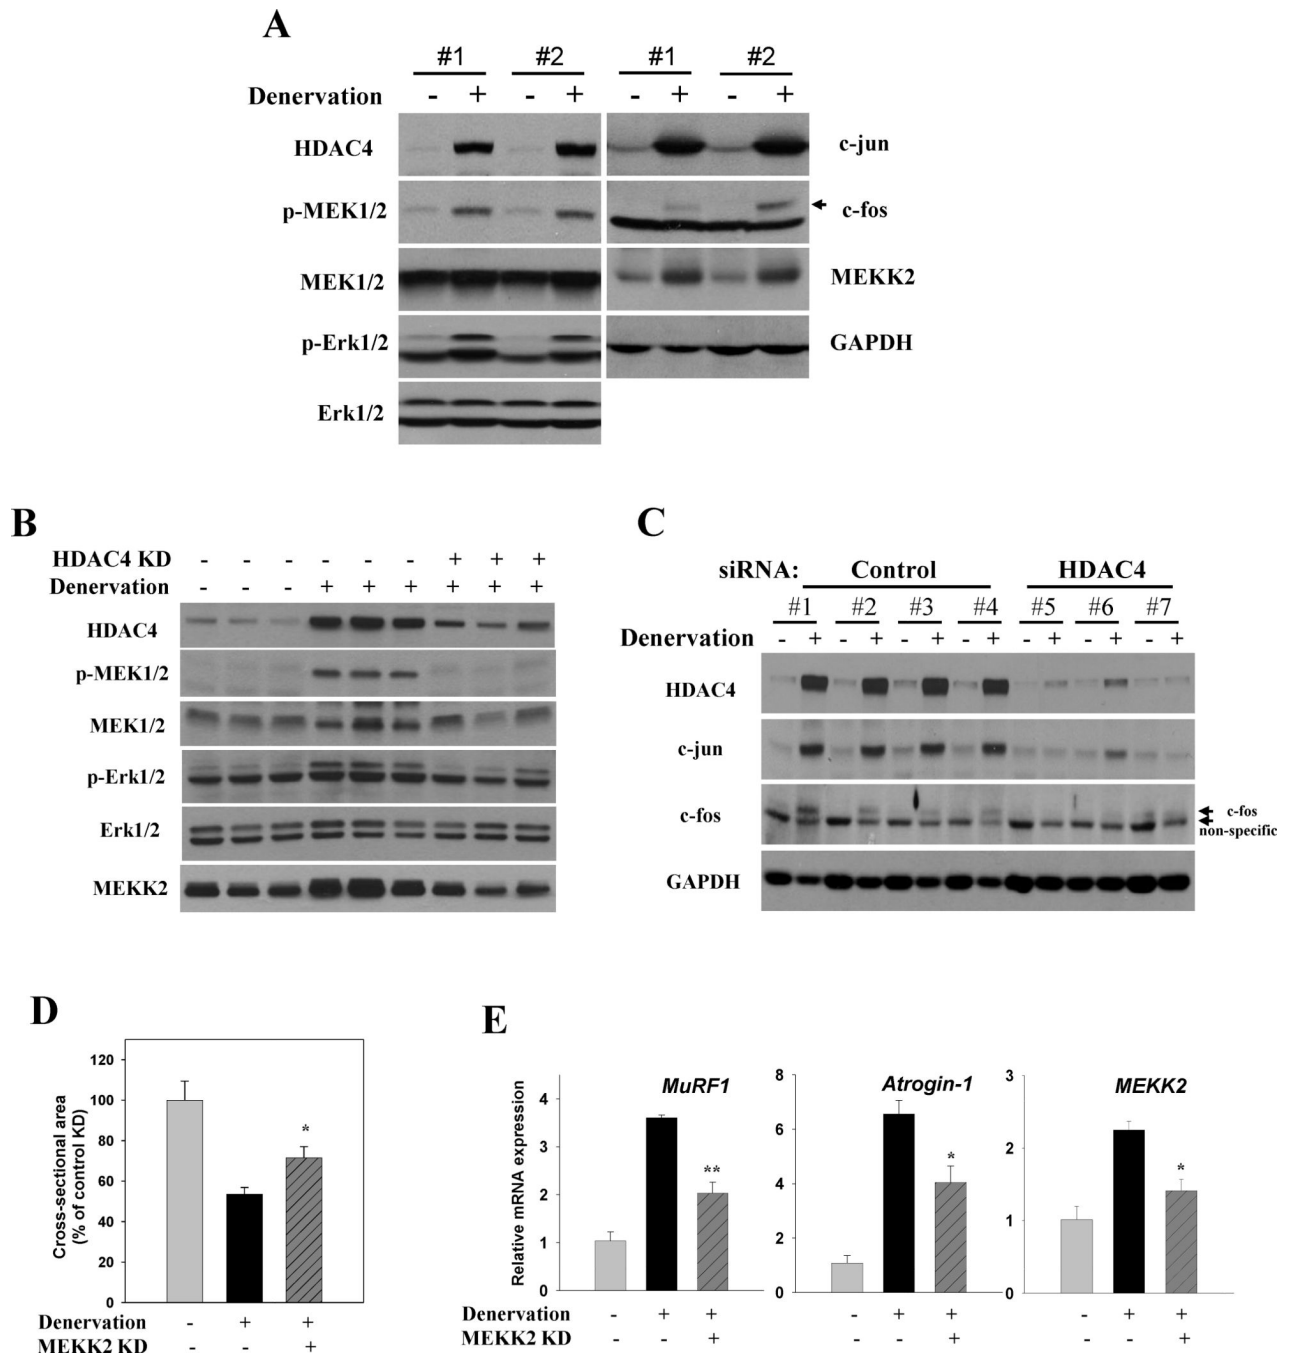 A
#1 #2 #1 #2
Denervation - + - + - + - +
HDAC4 c-jun
p-MEK1/2 c-fos
MEK1/2 MEKK2
p-Erk1/2 GAPDH
Erk1/2
B
HDAC4 KD - - - - - - + + +
Denervation - - - + + + + + +
HDAC4
p-MEK1/2
MEK1/2
p-Erk1/2
Erk1/2
MEKK2
C
siRNA: Control HDAC4
#1 #2 #3 #4 #5 #6 #7
Denervation - + - + - + - + - + - + - +
HDAC4
c-jun
c-fos c-fos
non-specific
GAPDH
D
Cross-sectional area
(% of control KD)
120
100
80
60
40
20
0
*
Denervation - + +
MEKK2 KD - - +
E
Relative mRNA expression
MuRF1
4
3
2
1
0
**
Atrogin-1
8
6
4
2
0
*
MEKK2
3
2
1
0
*
Denervation - + + - + + - + +
MEKK2 KD - - + - - + - - +